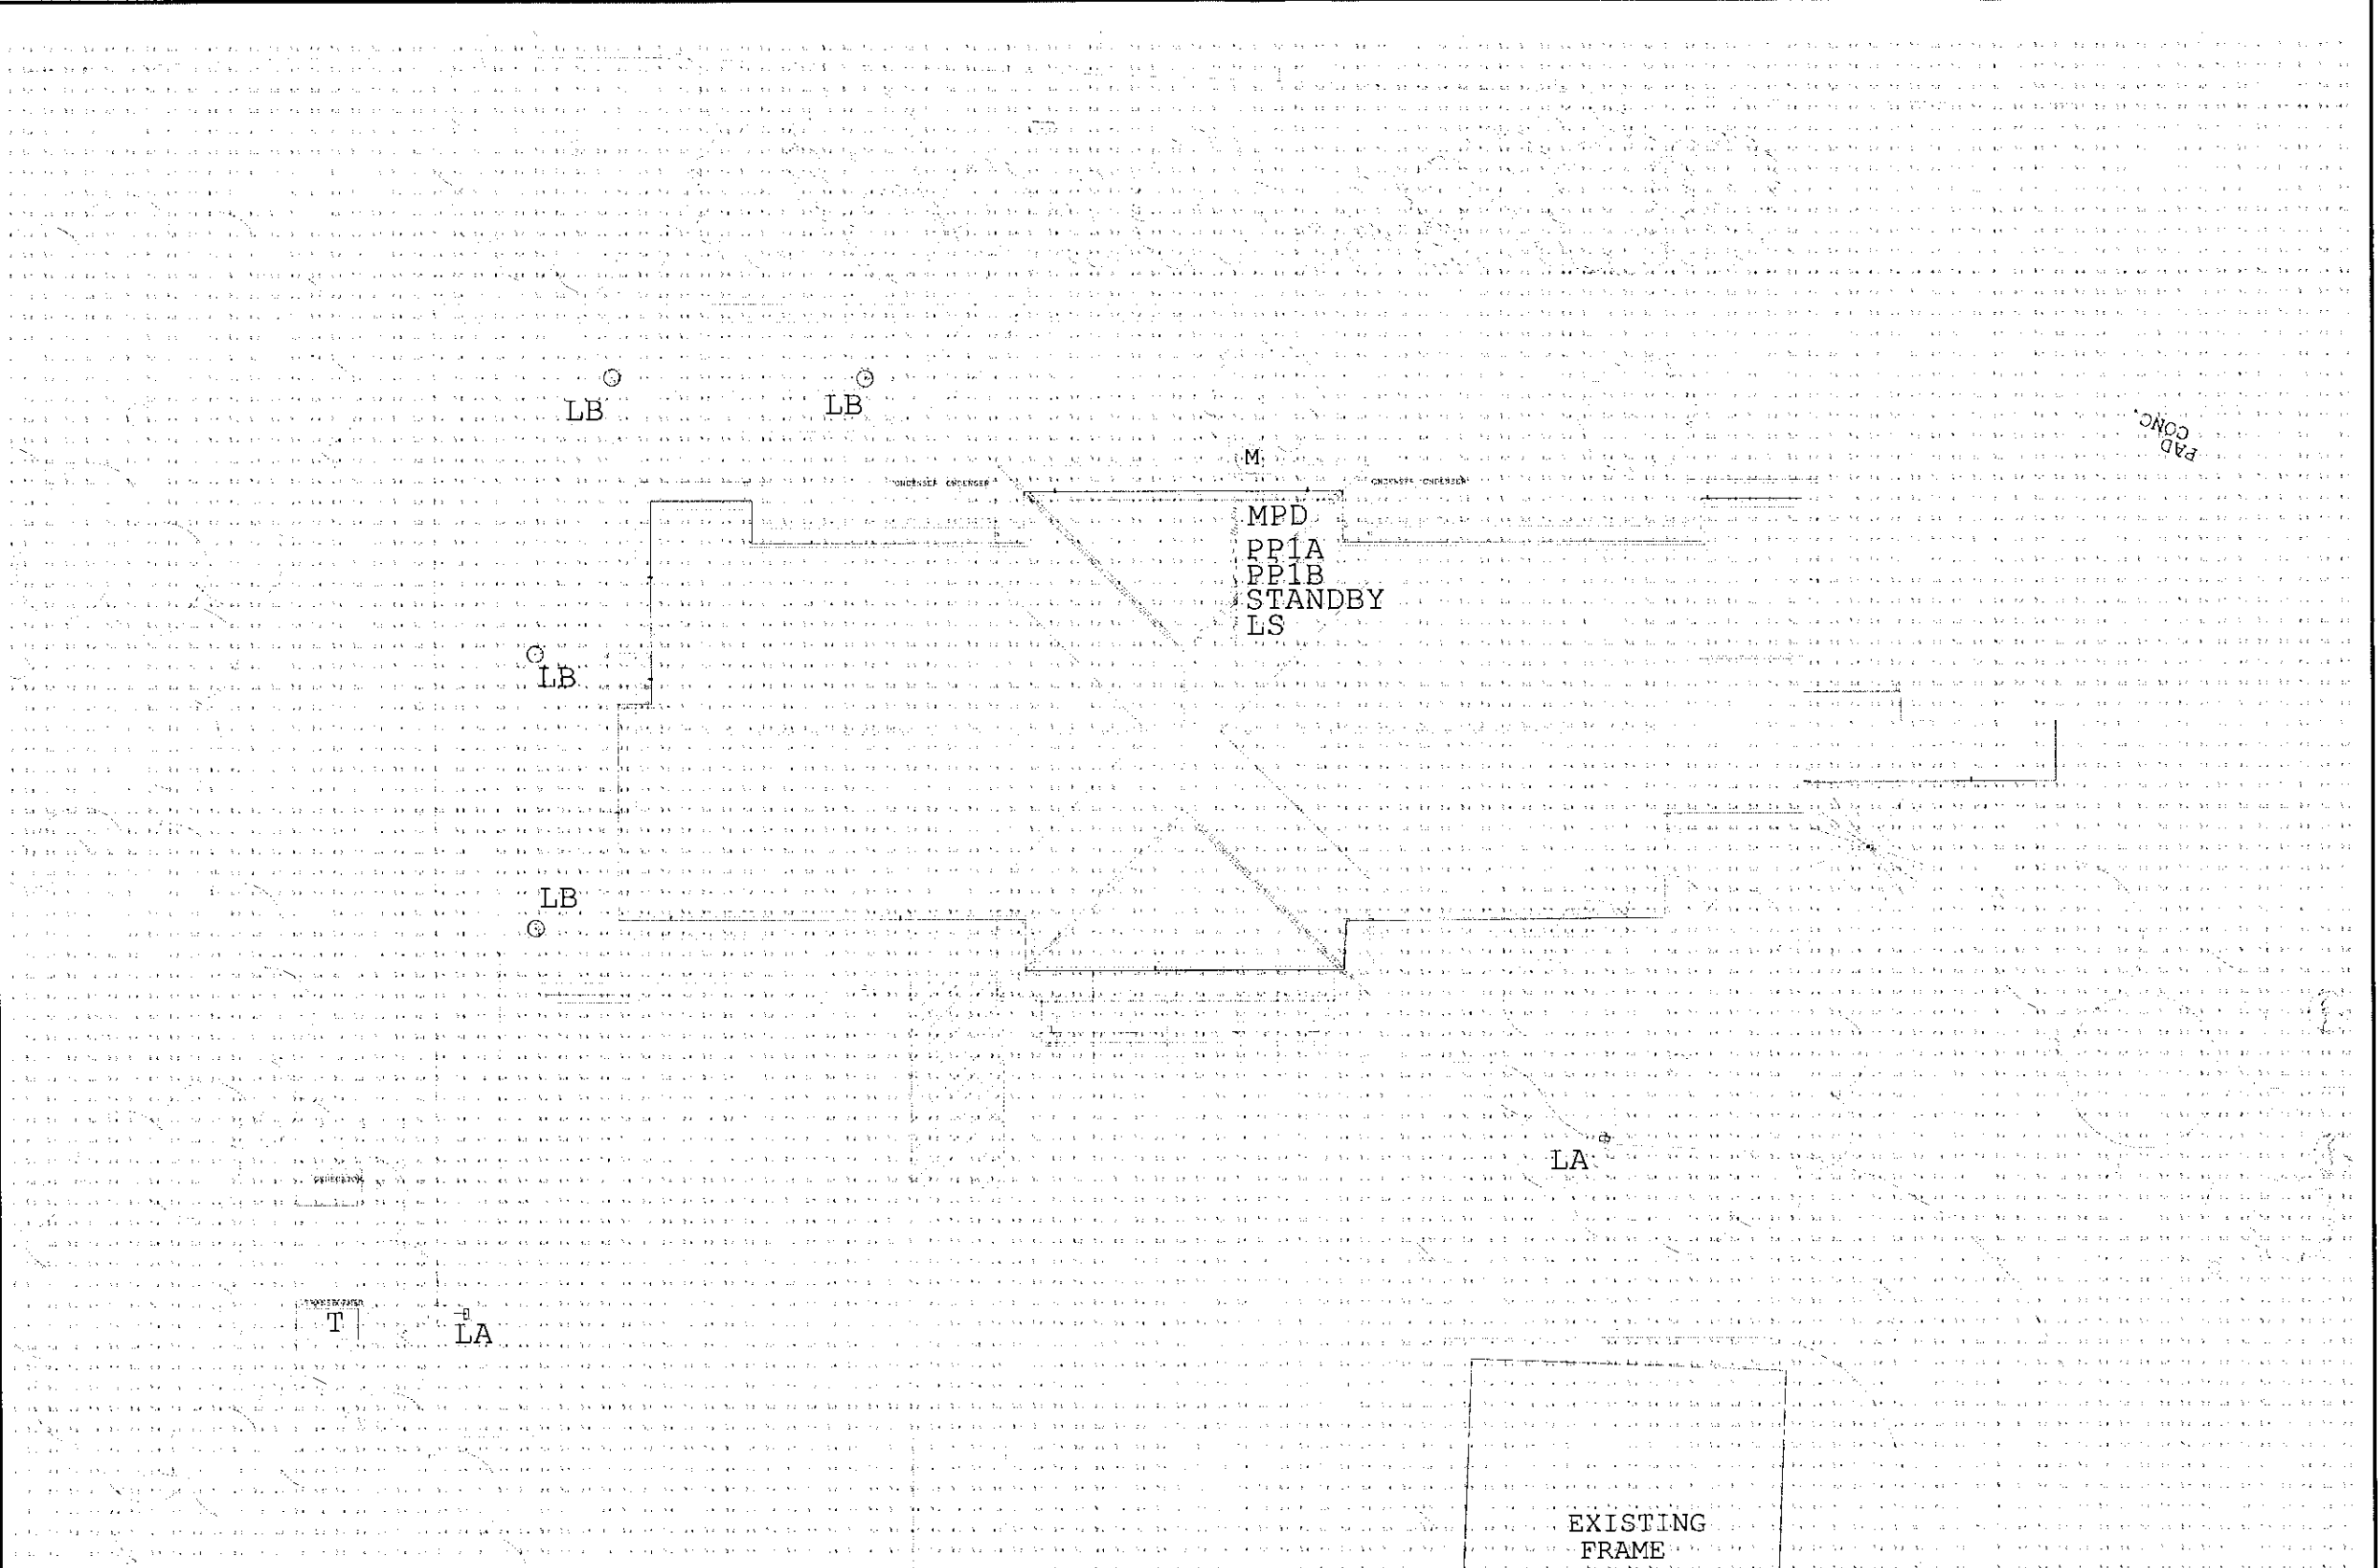 LB
LB
CONC.
PAD
M
MPD
PP1A
PP1B
STANDBY
LS
LB
LB
LA
T
LA
EXISTING
FRAME